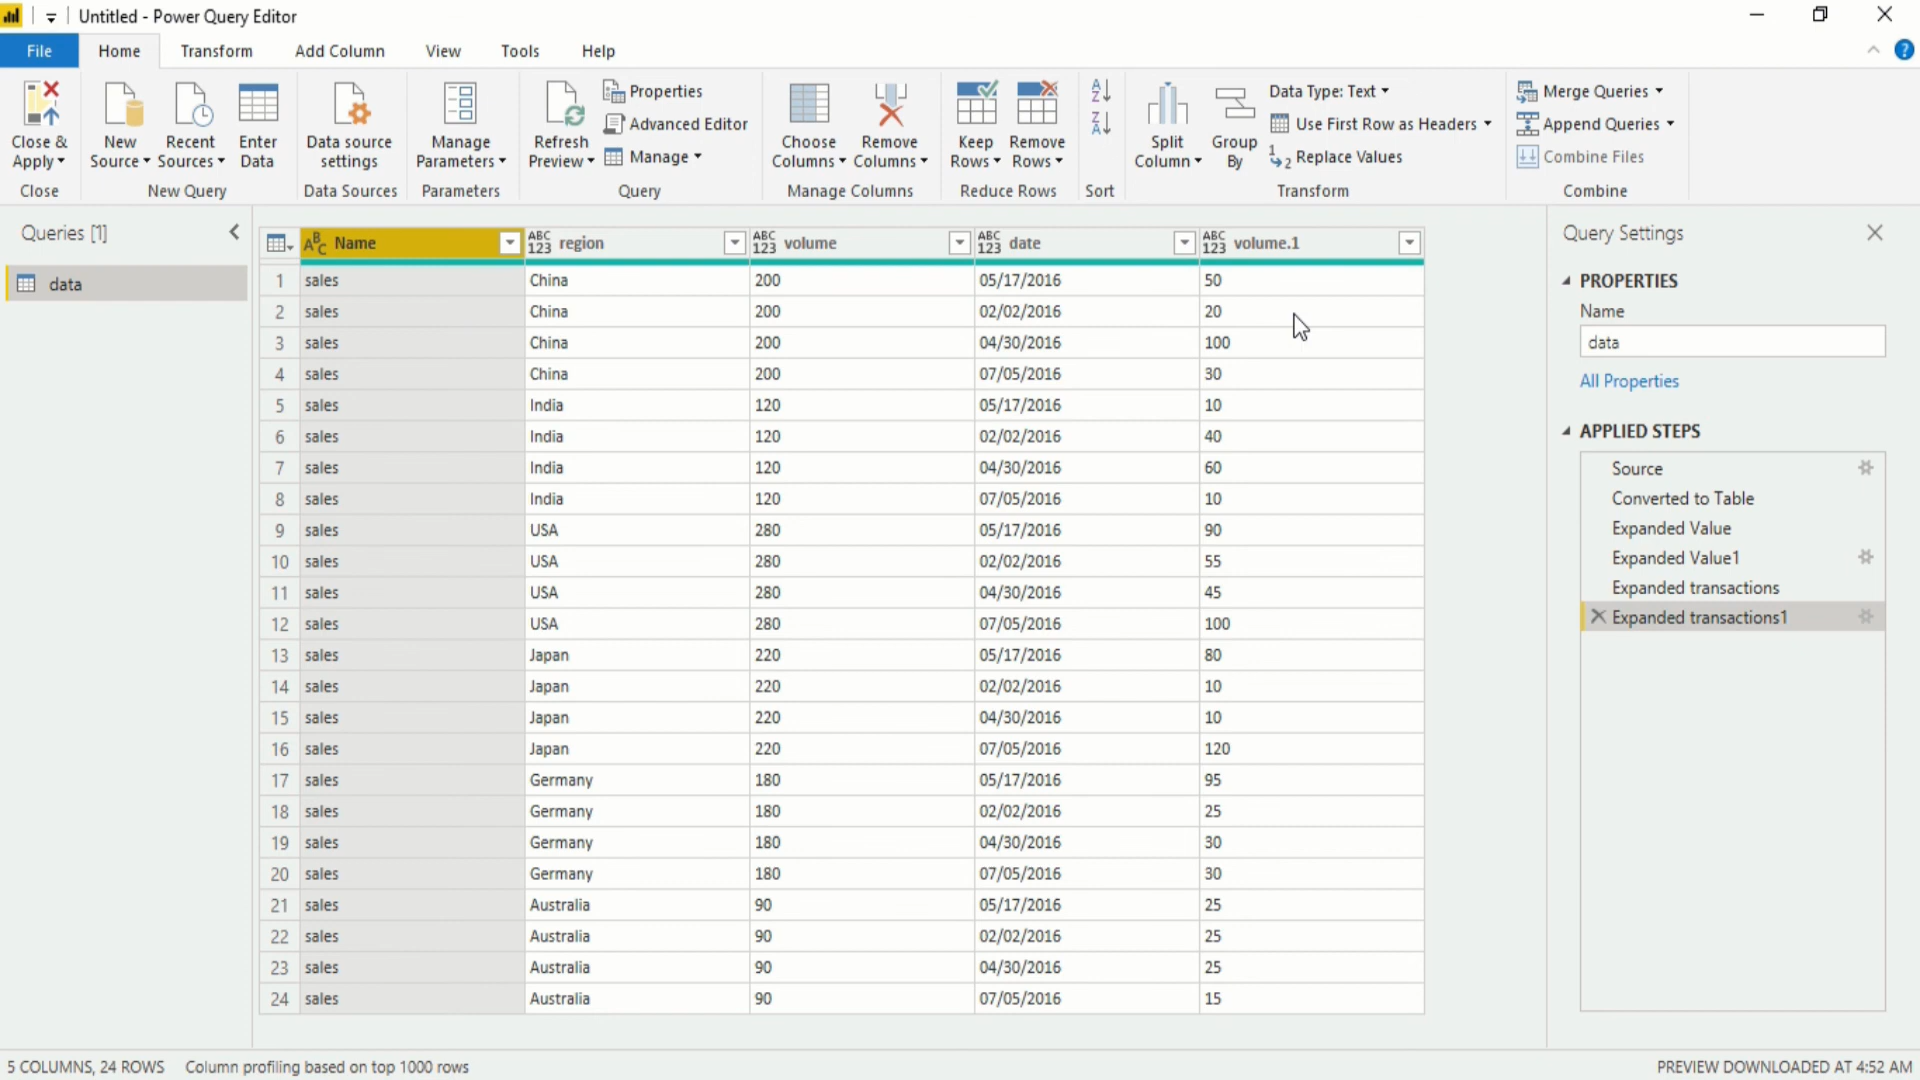 Untitled - Power Query Editor
File Home Transform Add Column View Tools Help
Close & Apply
Close
New Source
Recent Sources
Enter Data
New Query
Data source settings
Data Sources
Manage Parameters
Parameters
Refresh Preview
Properties
Advanced Editor
Manage
Query
Choose Columns
Remove Columns
Manage Columns
Keep Rows
Remove Rows
Reduce Rows
A Z
Z A
Sort
Split Column
Group By
Data Type: Text
Use First Row as Headers
1 2 Replace Values
Transform
Merge Queries
Append Queries
Combine Files
Combine
?
Queries [1]
data
ABC Name ABC 123 region ABC 123 volume ABC 123 date ABC 123 volume.1
1 sales China 200 05/17/2016 50
2 sales China 200 02/02/2016 20
3 sales China 200 04/30/2016 100
4 sales China 200 07/05/2016 30
5 sales India 120 05/17/2016 10
6 sales India 120 02/02/2016 40
7 sales India 120 04/30/2016 60
8 sales India 120 07/05/2016 10
9 sales USA 280 05/17/2016 90
10 sales USA 280 02/02/2016 55
11 sales USA 280 04/30/2016 45
12 sales USA 280 07/05/2016 100
13 sales Japan 220 05/17/2016 80
14 sales Japan 220 02/02/2016 10
15 sales Japan 220 04/30/2016 10
16 sales Japan 220 07/05/2016 120
17 sales Germany 180 05/17/2016 95
18 sales Germany 180 02/02/2016 25
19 sales Germany 180 04/30/2016 30
20 sales Germany 180 07/05/2016 30
21 sales Australia 90 05/17/2016 25
22 sales Australia 90 02/02/2016 25
23 sales Australia 90 04/30/2016 25
24 sales Australia 90 07/05/2016 15
Query Settings
PROPERTIES
Name
data
All Properties
APPLIED STEPS
Source
Converted to Table
Expanded Value
Expanded Value1
Expanded transactions
Expanded transactions1
5 COLUMNS, 24 ROWS Column profiling based on top 1000 rows
PREVIEW DOWNLOADED AT 4:52 AM